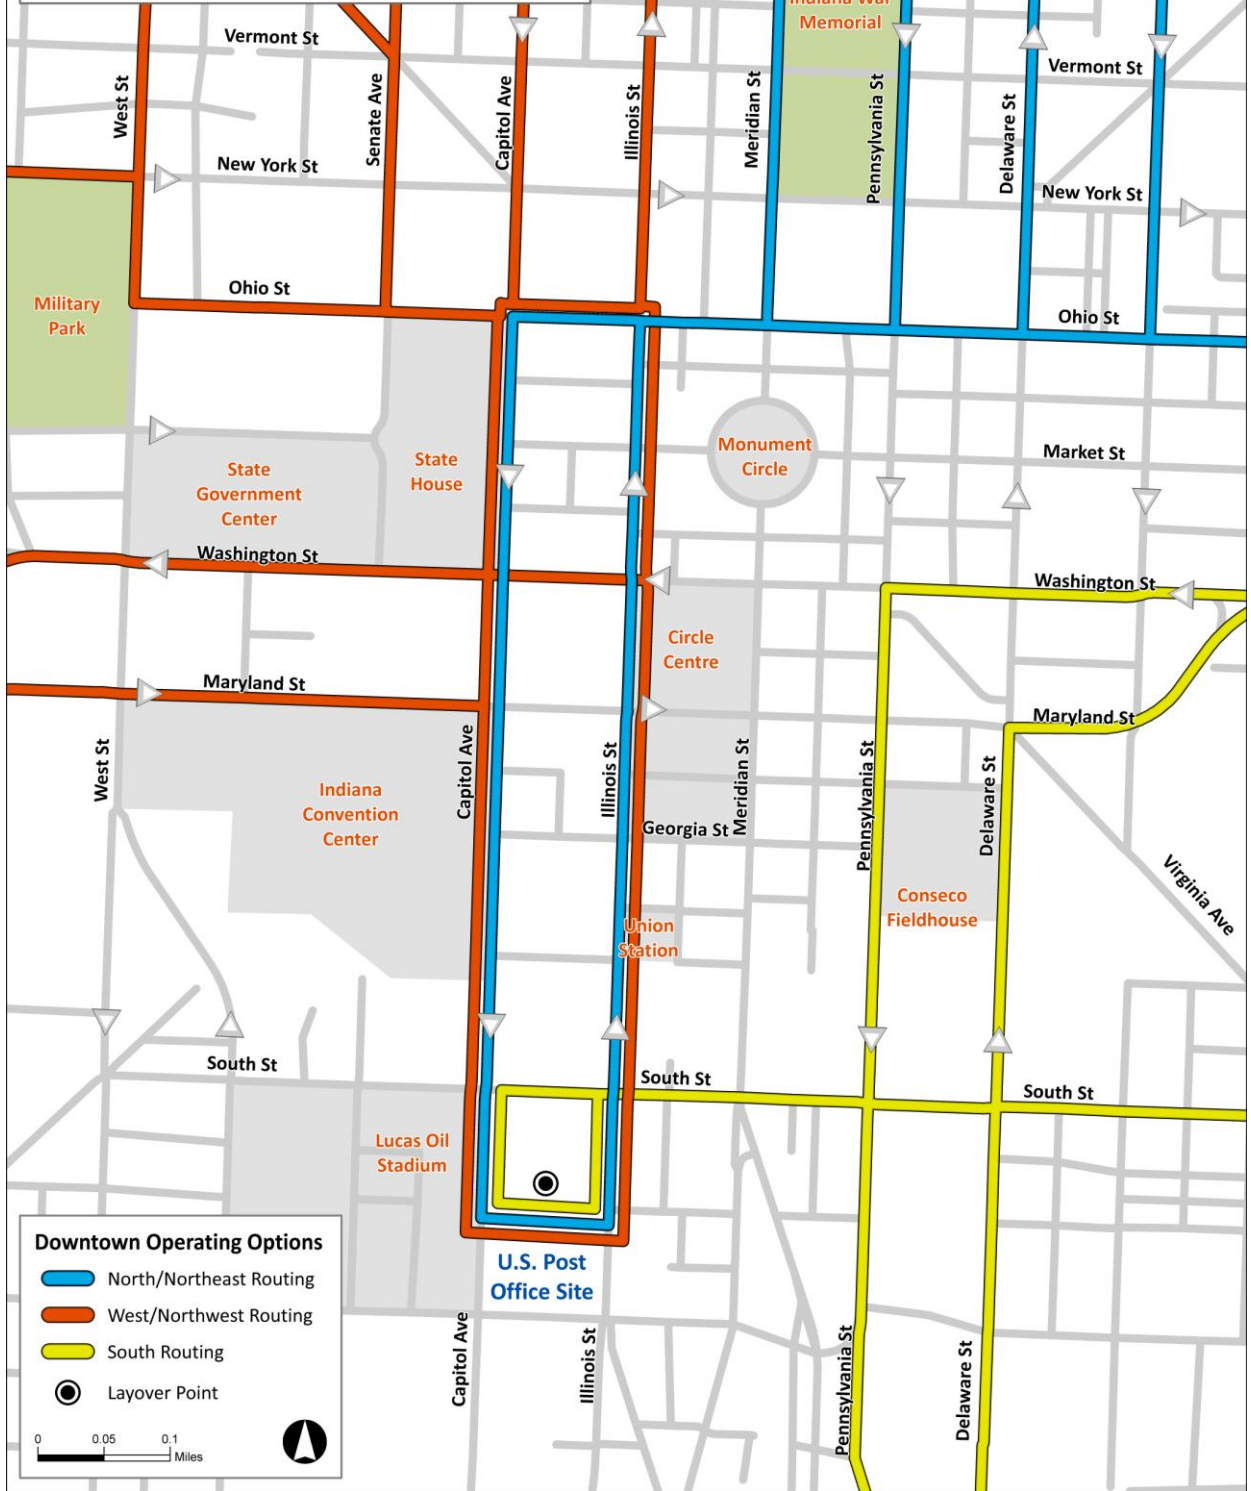 Indiana War
Memorial
Vermont St
Vermont St
West St
Senate Ave
Capitol Ave
Illinois St
Meridian St
Pennsylvania St
Delaware St
New York St
New York St
Military
Park
Ohio St
Ohio St
State
Government
Center
State
House
Monument
Circle
Market St
Washington St
Washington St
Circle
Centre
Maryland St
Maryland St
West St
Capitol Ave
Illinois St
Meridian St
Pennsylvania St
Delaware St
Indiana
Convention
Center
Georgia St
Virginia Ave
Conseco
Fieldhouse
Union
Station
South St
South St
South St
Lucas Oil
Stadium
U.S. Post
Office Site
Capitol Ave
Illinois St
Pennsylvania St
Delaware St
Downtown Operating Options
North/Northeast Routing
West/Northwest Routing
South Routing
Layover Point
0 0.05 0.1
Miles